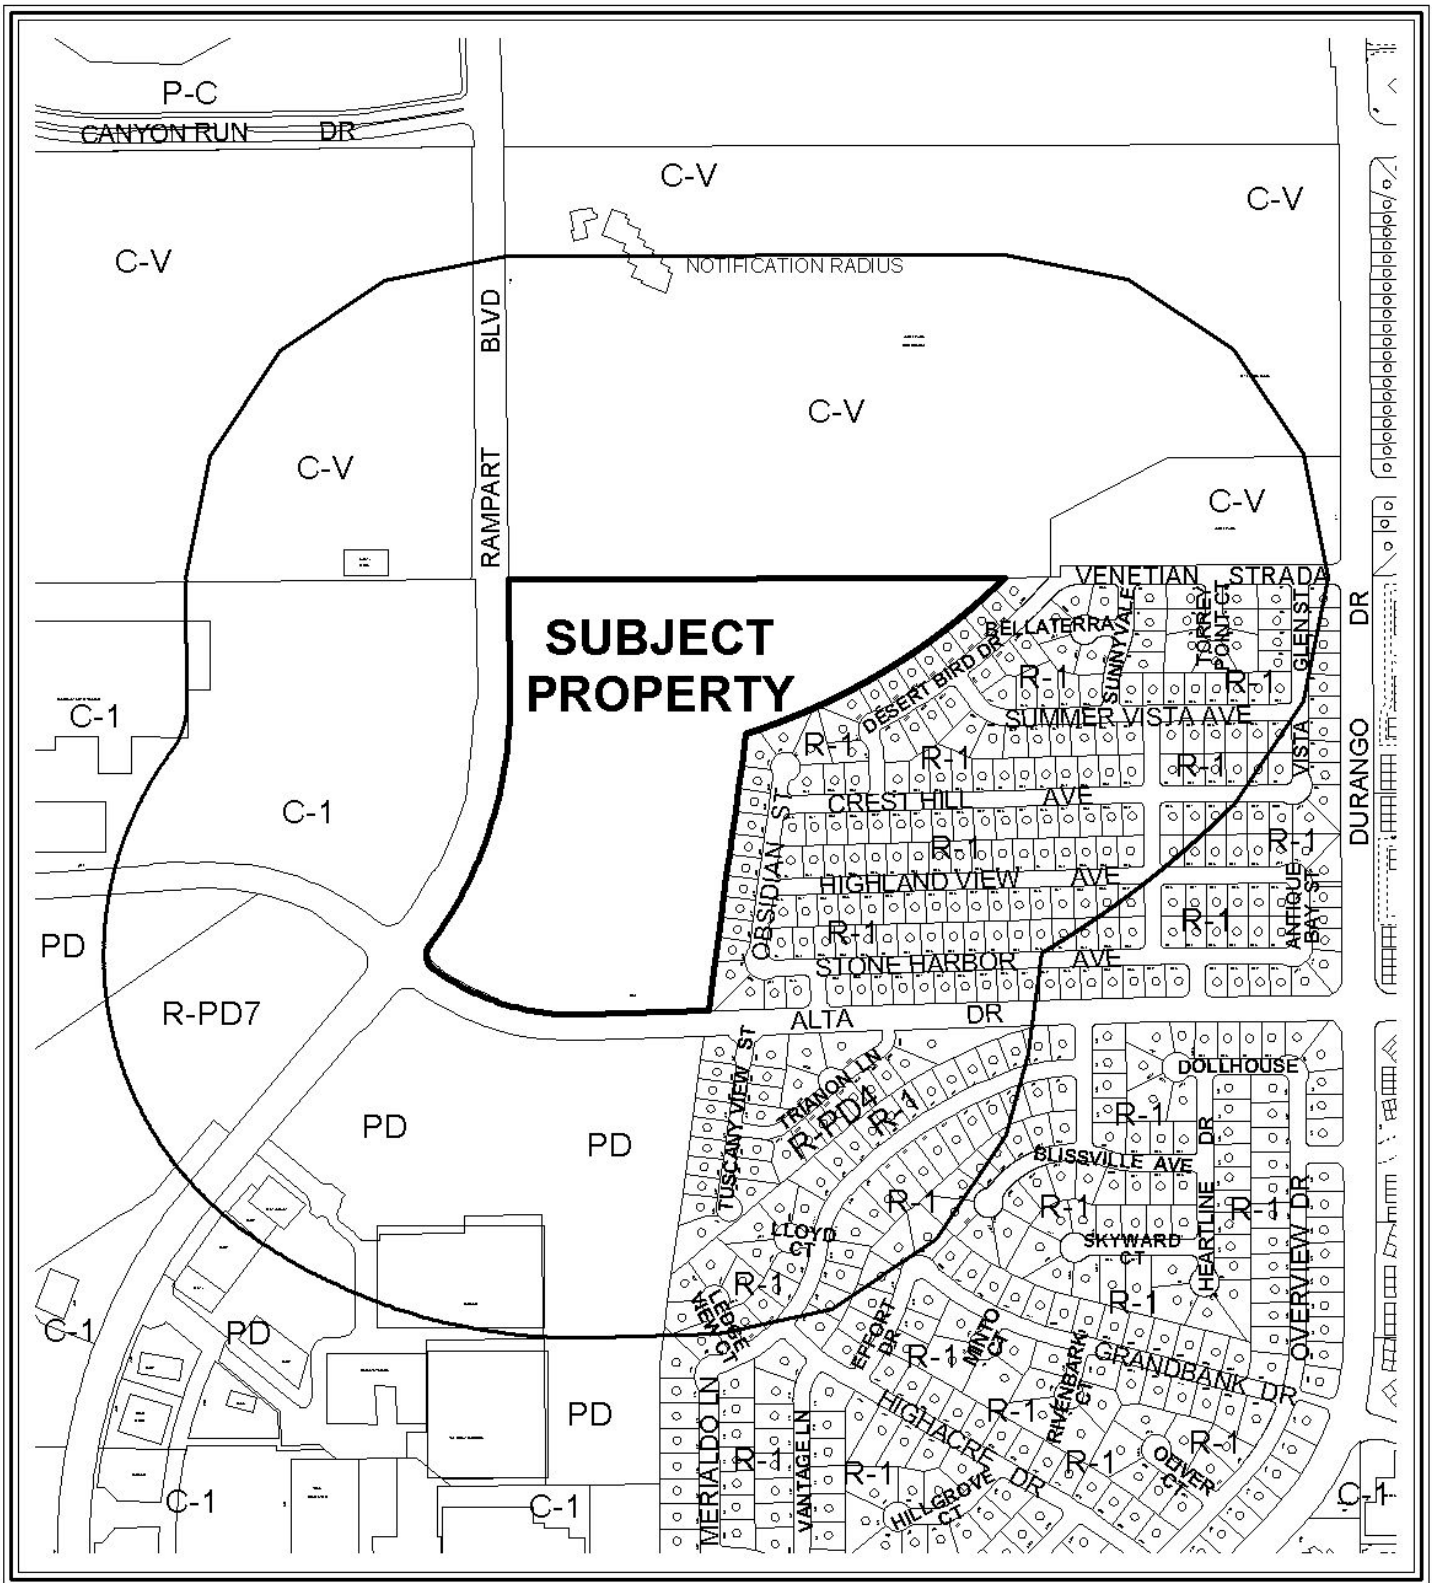 P-C
CANYON RUN DR
C-V
C-V
C-V
NOTIFICATION RADIUS
BLVD
C-V
C-V
RAMPART
C-V
VENETIAN STRADA
SUBJECT
PROPERTY
BELLATERRA
SUNNYVALE
TORREY
POINT CT
GLEN ST
DR
DESERT BIRD DR
R-1
R-1
C-1
SUMMER VISTA AVE
R-1
R-1
R-1
VISTA
DURANGO
C-1
CREST HILL AVE
OBSIDIAN ST
R-1
R-1
HIGHLAND VIEW AVE
ANTIQUE
BAY ST
R-1
R-1
PD
STONE HARBOR AVE
R-PD7
ALTA DR
TUSCANY VIEW ST
TRIANON LN
R-PD4
R-1
DOLLHOUSE
R-1
PD
PD
BLISSVILLE AVE
HEARTLINE DR
R-1
R-1
R-1
OVERVIEW DR
LLOYD
CT
SKYWARD
CT
R-1
LEDGE
VIEW CT
R-1
C-1
PD
EFFORT
DR
MINTO
CT
R-1
GRANDBANK DR
RIVENBARK
CT
HIGHACRE DR
R-1
PD
MERIALDO LN
VANTAGE LN
R-1
R-1
R-1
R-1
OLIVER
CT
HILLGROVE
CT
C-1
C-1
C-1